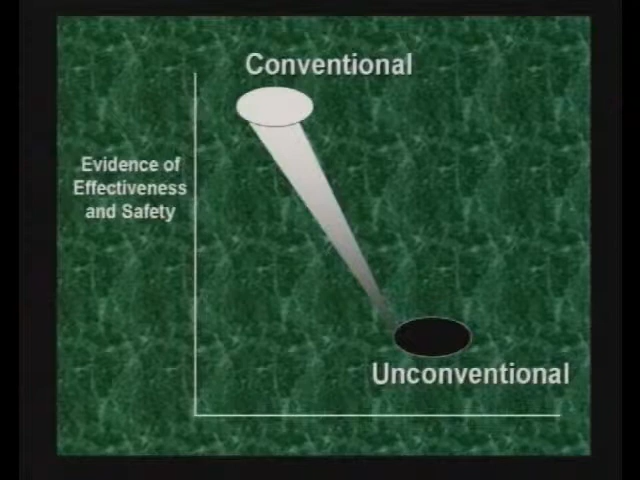 Conventional
Evidence of
Effectiveness
and Safety
Unconventional